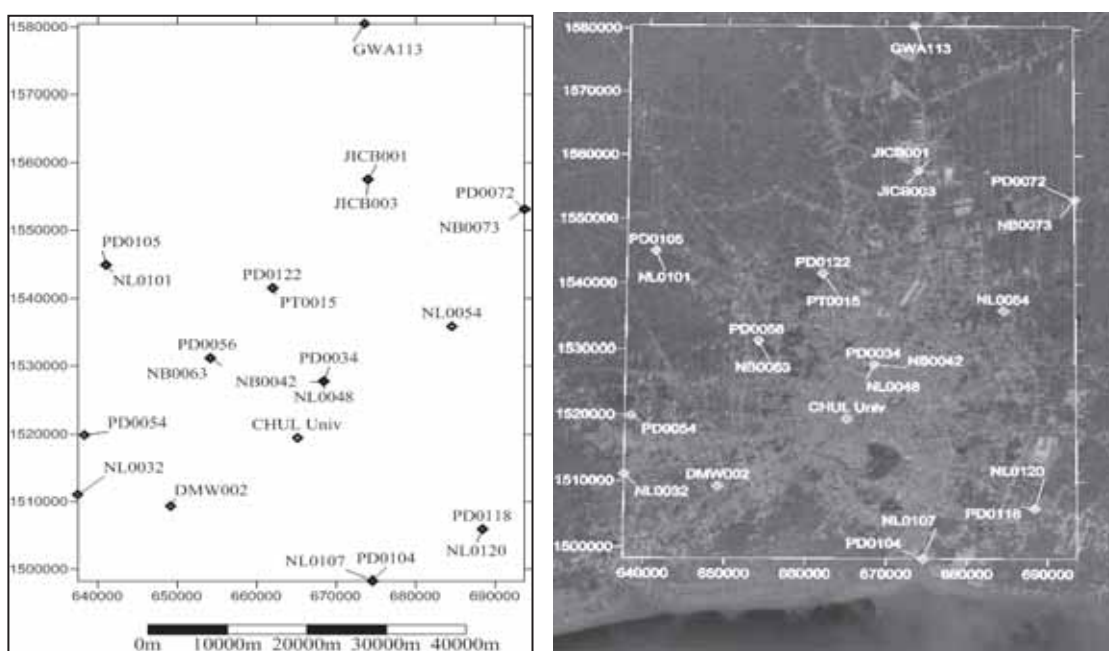 1580000
GWA113
1570000
1560000
JICB001
JICB003
PD0072
1550000
NB0073
PD0105
NL0101
PD0122
PT0015
1540000
NL0054
PD0056
NB0063
1530000
PD0034
NB0042
NL0048
1520000
PD0054
CHUL Univ
NL0032
1510000
DMW002
PD0118
NL0120
NL0107 PD0104
1500000
640000 650000 660000 670000 680000 690000
0m 10000m 20000m 30000m 40000m
1580000
GWA113
1570000
1560000
JICB001
JICB003
PD0072
1550000
NB0073
PD0105
NL0101
PD0122
PT0015
1540000
NL0054
PD0056
NB0063
1530000
PD0034
NB0042
NL0048
1520000
PD0054
CHUL Univ
NL0032
1510000
DMW002
NL0120
PD0118
NL0107
PD0104
1500000
640000 650000 660000 670000 680000 690000